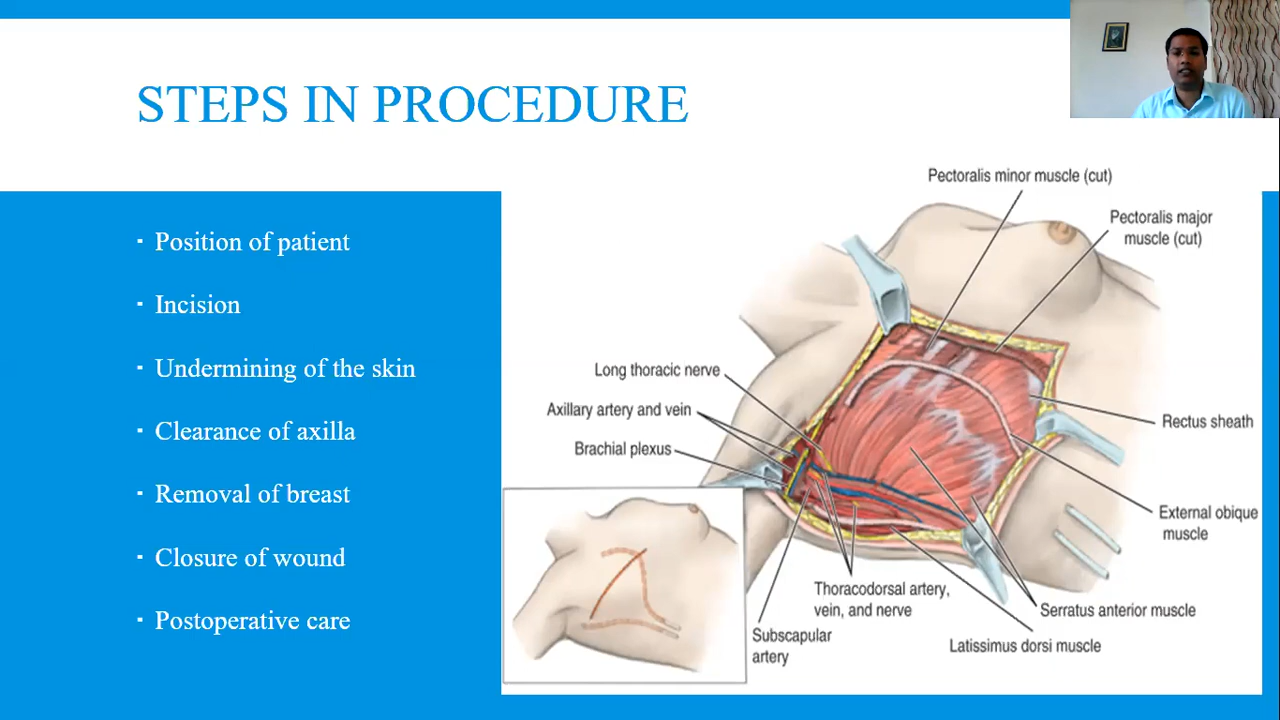 STEPS IN PROCEDURE
▪ Position of patient
▪ Incision
▪ Undermining of the skin
▪ Clearance of axilla
▪ Removal of breast
▪ Closure of wound
▪ Postoperative care
Pectoralis minor muscle (cut)
Pectoralis major
muscle (cut)
Long thoracic nerve
Axillary artery and vein
Brachial plexus
Rectus sheath
External obique
muscle
Thoracodorsal artery,
vein, and nerve
Serratus anterior muscle
Subscapular
artery
Latissimus dorsi muscle